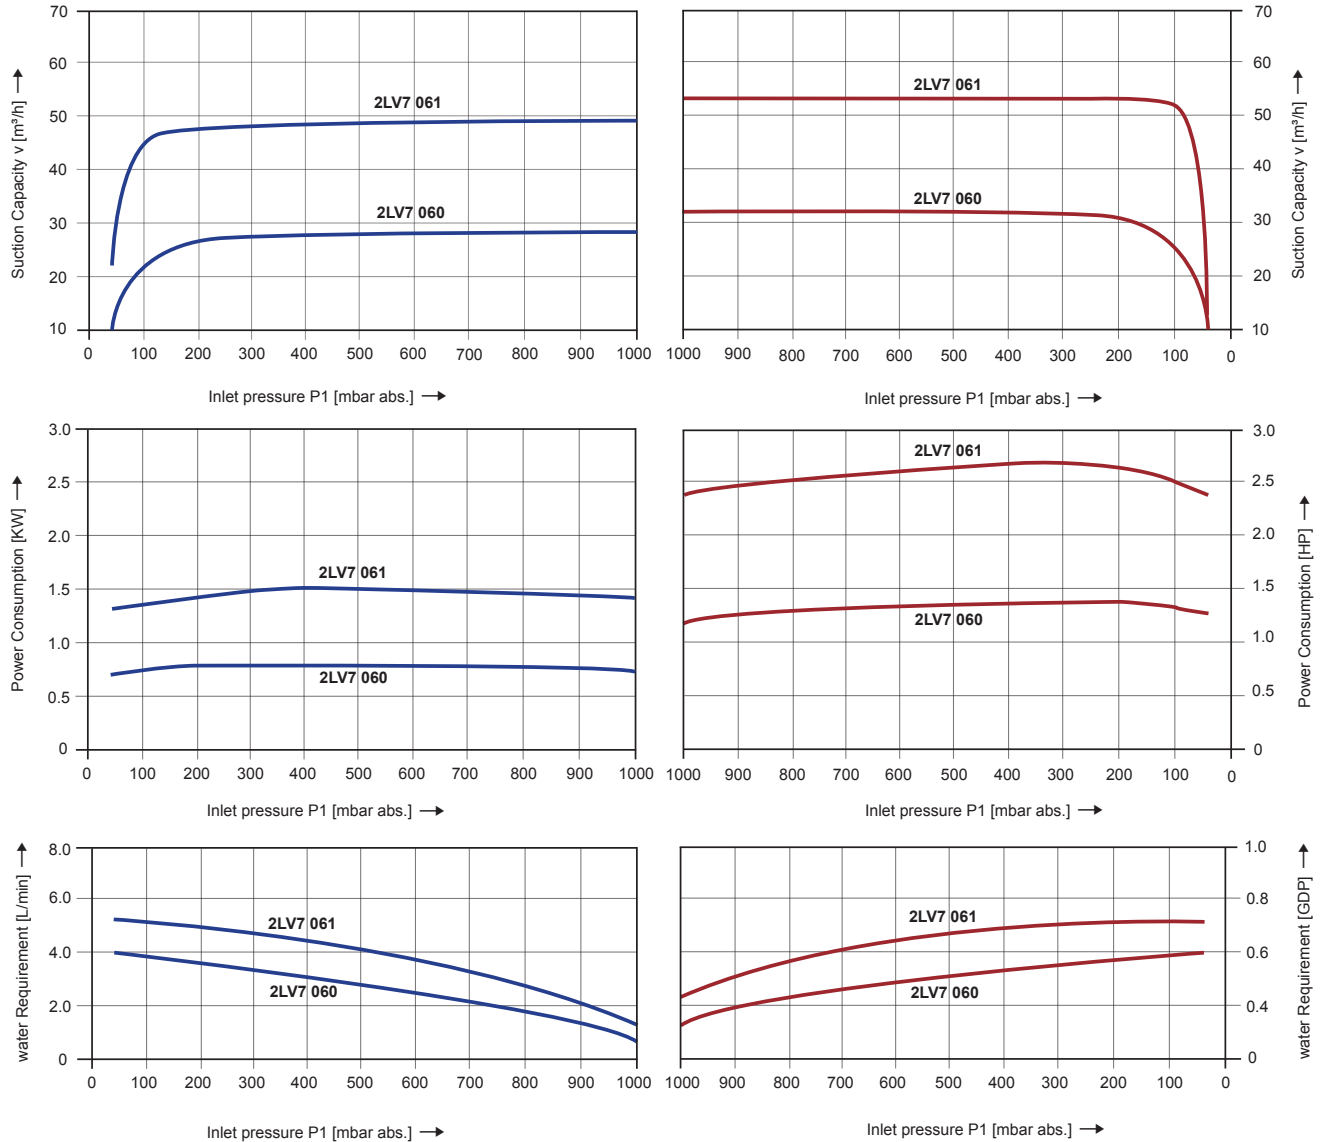 70
60
50
40
30
20
10
Suction Capacity v [m³/h]
2LV7 061
2LV7 060
0 100 200 300 400 500 600 700 800 900 1000
Inlet pressure P1 [mbar abs.]
70
60
50
40
30
20
10
Suction Capacity v [m³/h]
2LV7 061
2LV7 060
1000 900 800 700 600 500 400 300 200 100 0
Inlet pressure P1 [mbar abs.]
3.0
2.5
2.0
1.5
1.0
0.5
0
Power Consumption [KW]
2LV7 061
2LV7 060
0 100 200 300 400 500 600 700 800 900 1000
Inlet pressure P1 [mbar abs.]
3.0
2.5
2.0
1.5
1.0
0.5
0
Power Consumption [HP]
2LV7 061
2LV7 060
1000 900 800 700 600 500 400 300 200 100 0
Inlet pressure P1 [mbar abs.]
8.0
6.0
4.0
2.0
0
water Requirement [L/min]
2LV7 061
2LV7 060
0 100 200 300 400 500 600 700 800 900 1000
Inlet pressure P1 [mbar abs.]
1.0
0.8
0.6
0.4
0
water Requirement [GDP]
2LV7 061
2LV7 060
1000 900 800 700 600 500 400 300 200 100 0
Inlet pressure P1 [mbar abs.]